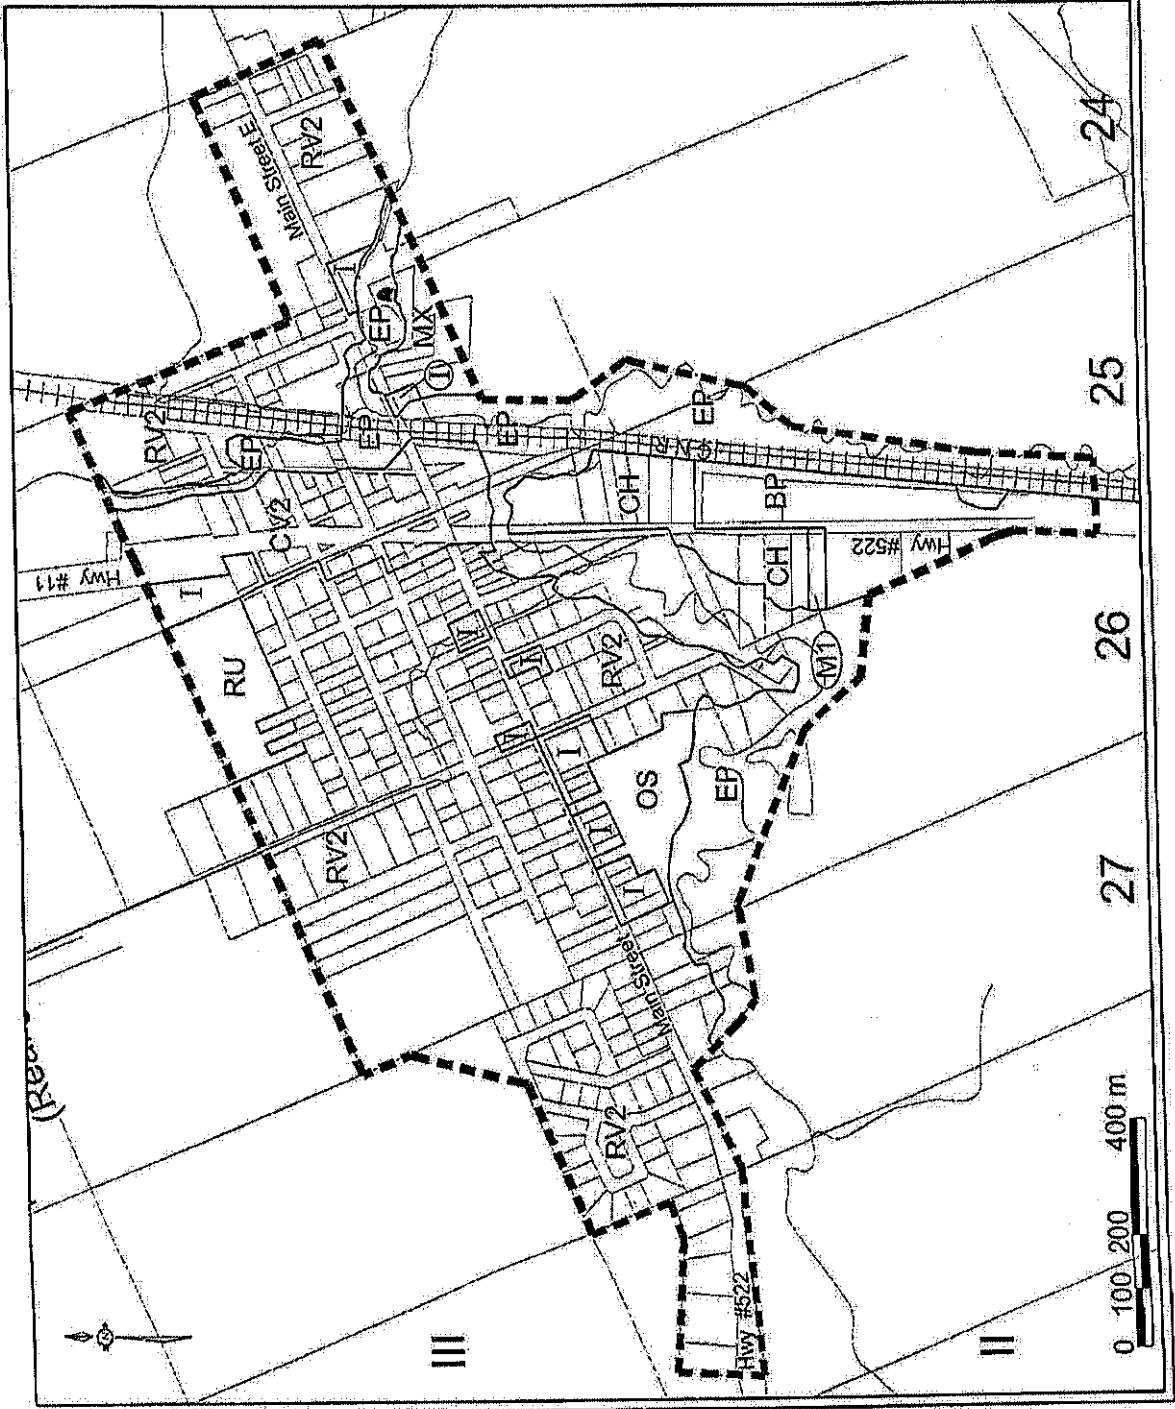 (Rear
III
II
0 100 200 400 m
Hwy #522
RV2
Main Street
27
RV2
I
I
OS
EP
I
I
RU
I
I
RV2
M1
26
I
Hwy #11
CV2
Hwy #522
CH
CH
BP
C.N.R.
RV2
EP
EP
EP
EP
25
I
MX
EP
I
Main Street E
RV2
24
N